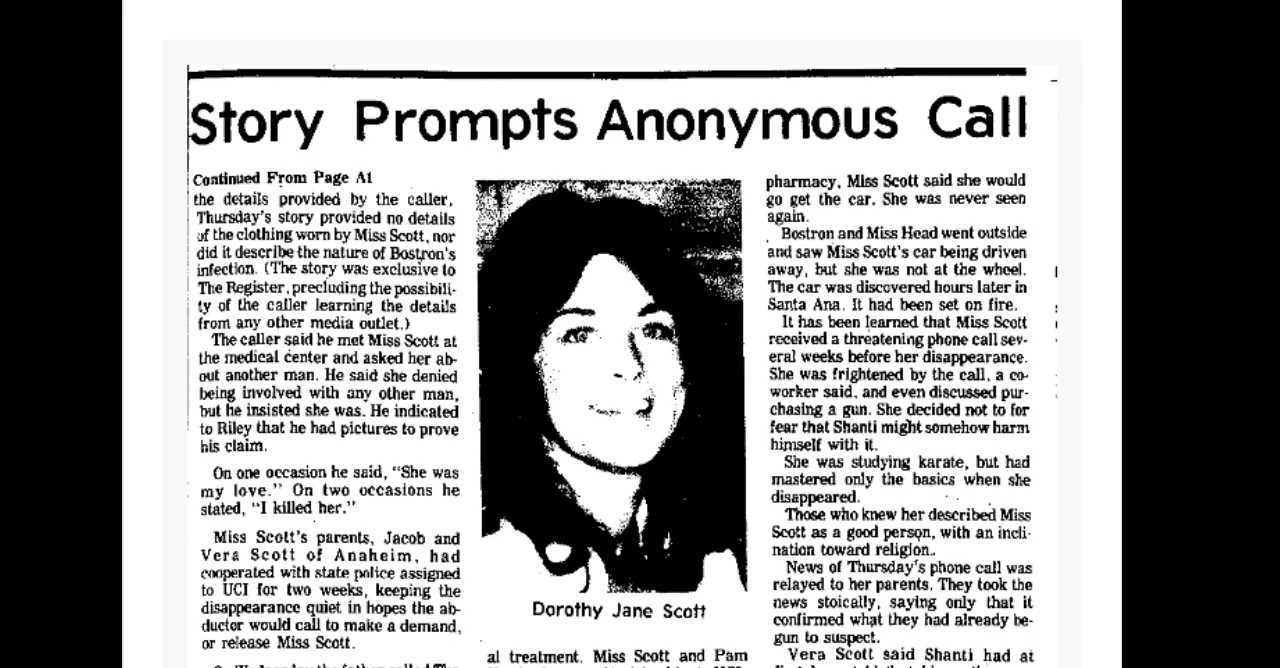 Story Prompts Anonymous Call
Continued From Page A1
the details provided by the caller,
Thursday's story provided no details
of the clothing worn by Miss Scott, nor
did it describe the nature of Bostron's
infection. (The story was exclusive to
The Register, precluding the possibili-
ty of the caller learning the details
from any other media outlet.)
The caller said he met Miss Scott at
the medical center and asked her ab-
out another man. He said she denied
being involved with any other man,
but he insisted she was. He indicated
to Riley that he had pictures to prove
his claim.
On one occasion he said, "She was
my love." On two occasions he
stated, "I killed her."
Miss Scott's parents, Jacob and
Vera Scott of Anaheim, had
cooperated with state police assigned
to UCI for two weeks, keeping the
disappearance quiet in hopes the ab-
ductor would call to make a demand,
or release Miss Scott.
Dorothy Jane Scott
al treatment. Miss Scott and Pam
pharmacy, Miss Scott said she would
go get the car. She was never seen
again.
Bostron and Miss Head went outside
and saw Miss Scott's car being driven
away, but she was not at the wheel.
The car was discovered hours later in
Santa Ana. It had been set on fire.
It has been learned that Miss Scott
received a threatening phone call sev-
eral weeks before her disappearance.
She was frightened by the call, a co-
worker said, and even discussed pur-
chasing a gun. She decided not to for
fear that Shanti might somehow harm
himself with it.
She was studying karate, but had
mastered only the basics when she
disappeared.
Those who knew her described Miss
Scott as a good person, with an incli-
nation toward religion..
News of Thursday's phone call was
relayed to her parents. They took the
news stoically, saying only that it
confirmed what they had already be-
gun to suspect.
Vera Scott said Shanti had at